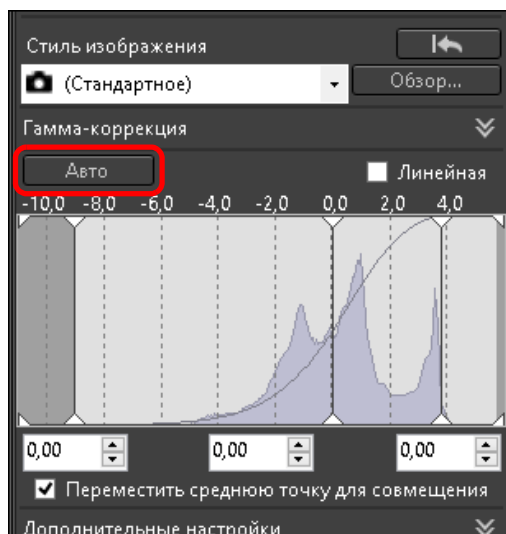 Стиль изображения
(Стандартное)
Обзор...
Гамма-коррекция
Авто
Линейная
-10,0 -8,0 -6,0 -4,0 -2,0 0,0 2,0 4,0
0,00 0,00 0,00
Переместить среднюю точку для совмещения
Дополнительные настройки